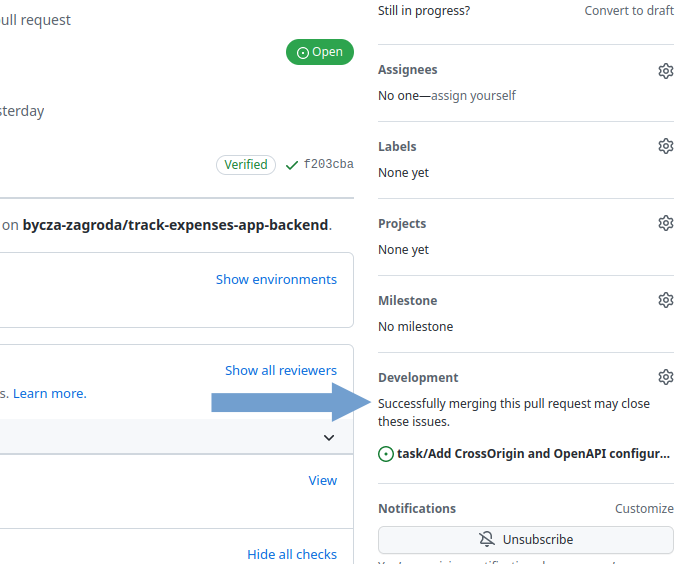 pull request
Open
sterday
Verified f203cba
on bycza-zagroda/track-expenses-app-backend.
Show environments
Show all reviewers
s. Learn more.
View
Hide all checks
Still in progress? Convert to draft
Assignees
No one—assign yourself
Labels
None yet
Projects
None yet
Milestone
No milestone
Development
Successfully merging this pull request may close
these issues.
task/Add CrossOrigin and OpenAPI configur...
Notifications Customize
Unsubscribe